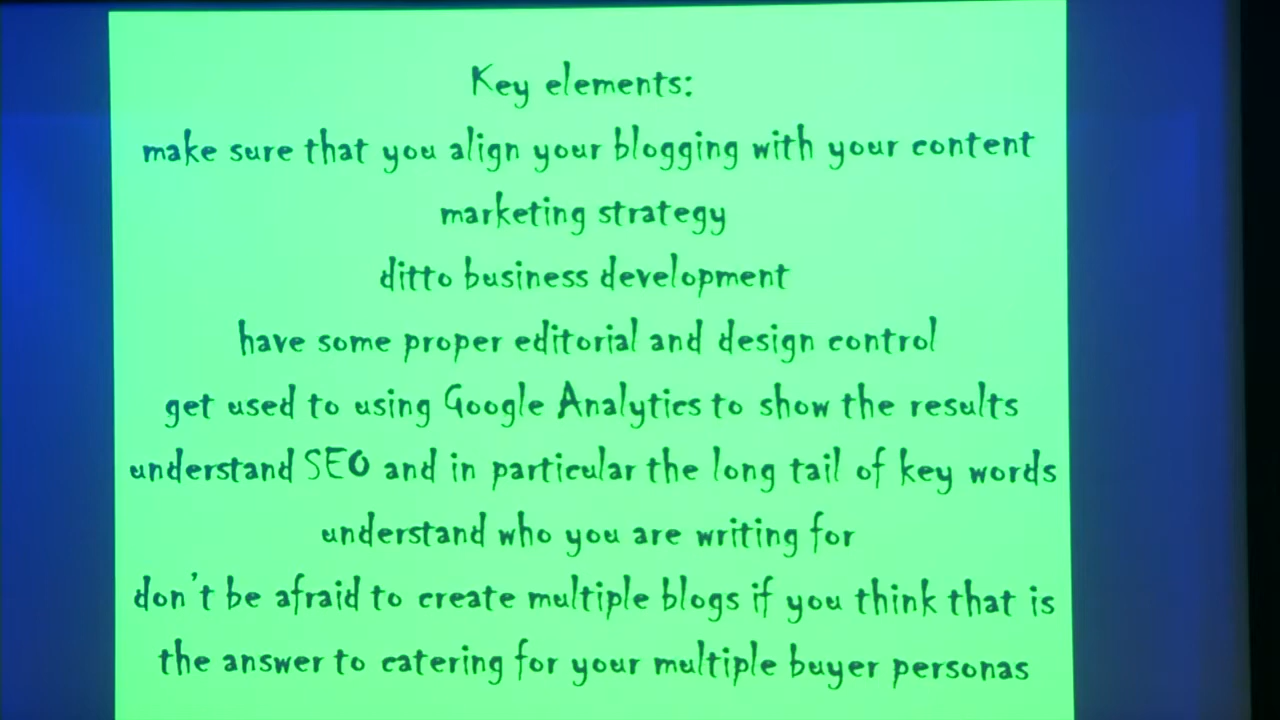 Key elements:
make sure that you align your blogging with your content
marketing strategy
ditto business development
have some proper editorial and design control
get used to using Google Analytics to show the results
understand SEO and in particular the long tail of key words
understand who you are writing for
don't be afraid to create multiple blogs if you think that is
the answer to catering for your multiple buyer personas